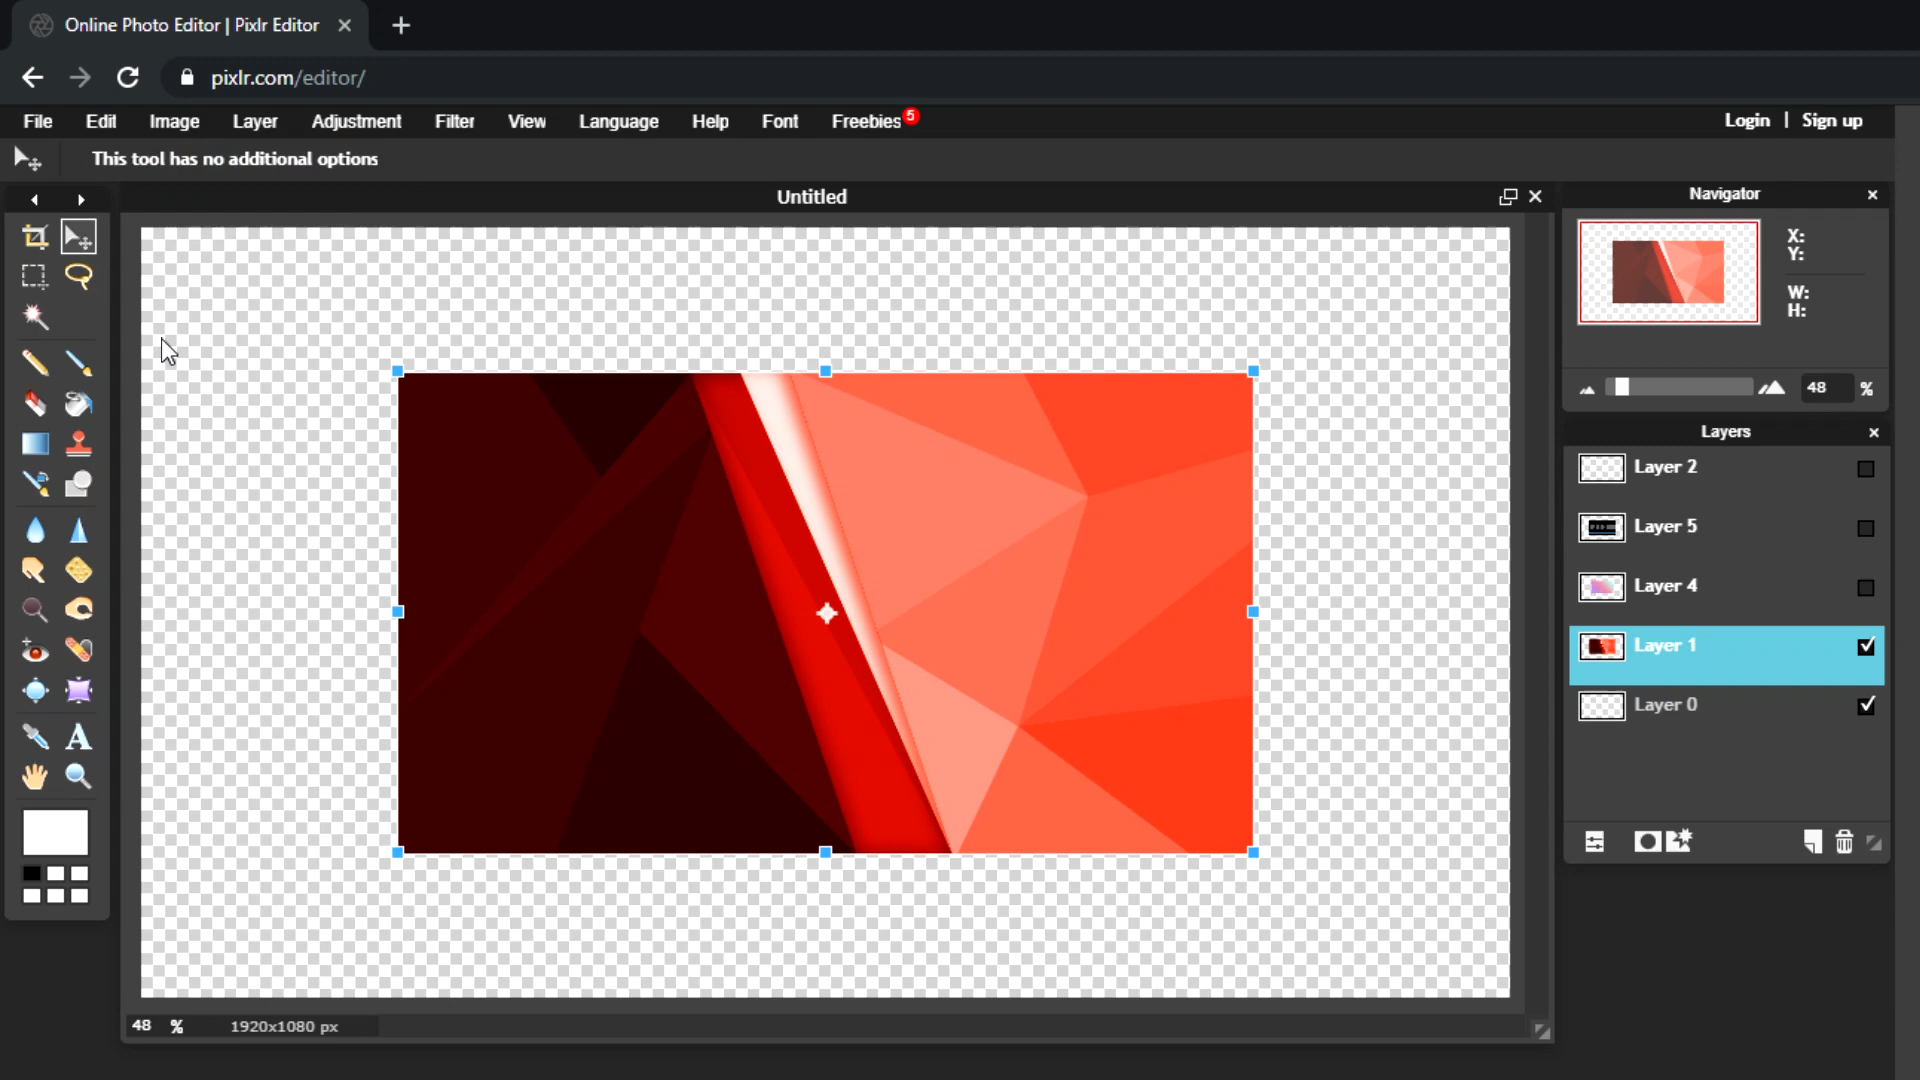 Online Photo Editor | Pixlr Editor
pixlr.com/editor/
File Edit Image Layer Adjustment Filter View Language Help Font Freebies 5 Login | Sign up
This tool has no additional options
Untitled
Navigator
X:
Y:
W:
H:
48 %
Layers
Layer 2
Layer 5
Layer 4
Layer 1
Layer 0
A
48 % 1920x1080 px